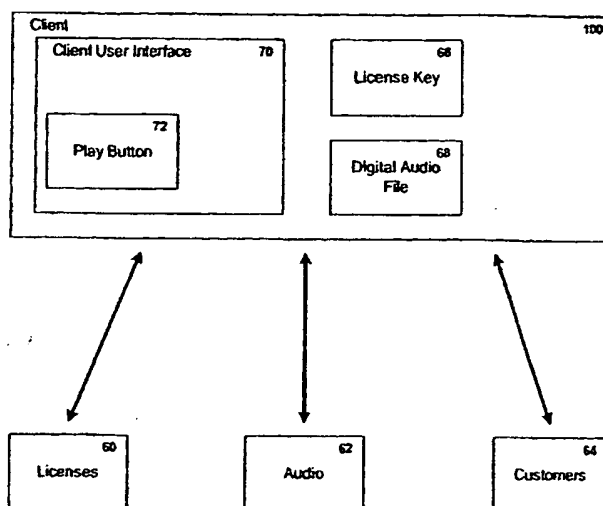 Client 100
Client User Interface 70
72
Play Button
66
License Key
68
Digital Audio
File
60
Licenses
62
Audio
64
Customers